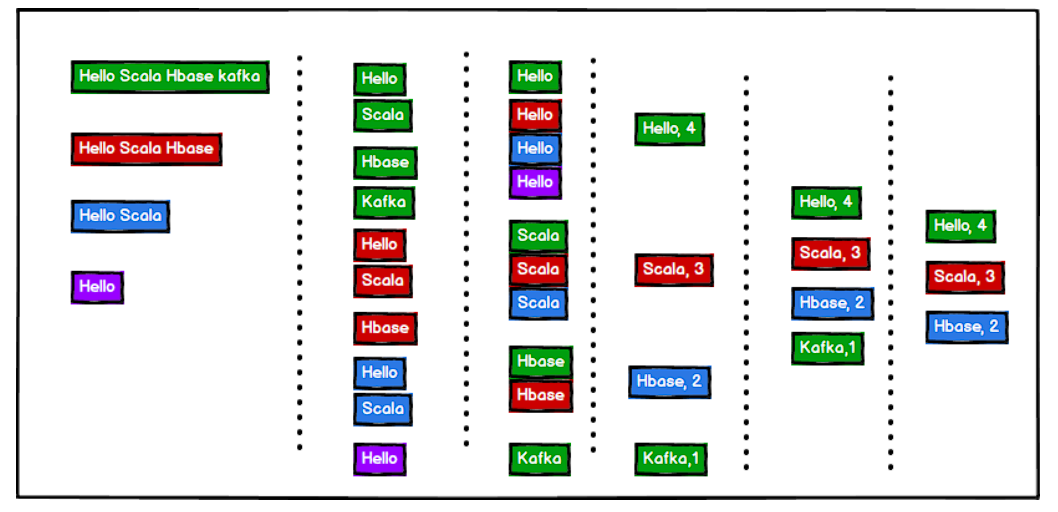 Hello Scala Hbase kafka
Hello Scala Hbase
Hello Scala
Hello
Hello
Scala
Hbase
Kafka
Hello
Scala
Hbase
Hello
Scala
Hello
Hello
Hello
Hello
Hello
Scala
Scala
Scala
Hbase
Hbase
Kafka
Hello, 4
Scala, 3
Hbase, 2
Kafka,1
Hello, 4
Scala, 3
Hbase, 2
Kafka,1
Hello, 4
Scala, 3
Hbase, 2